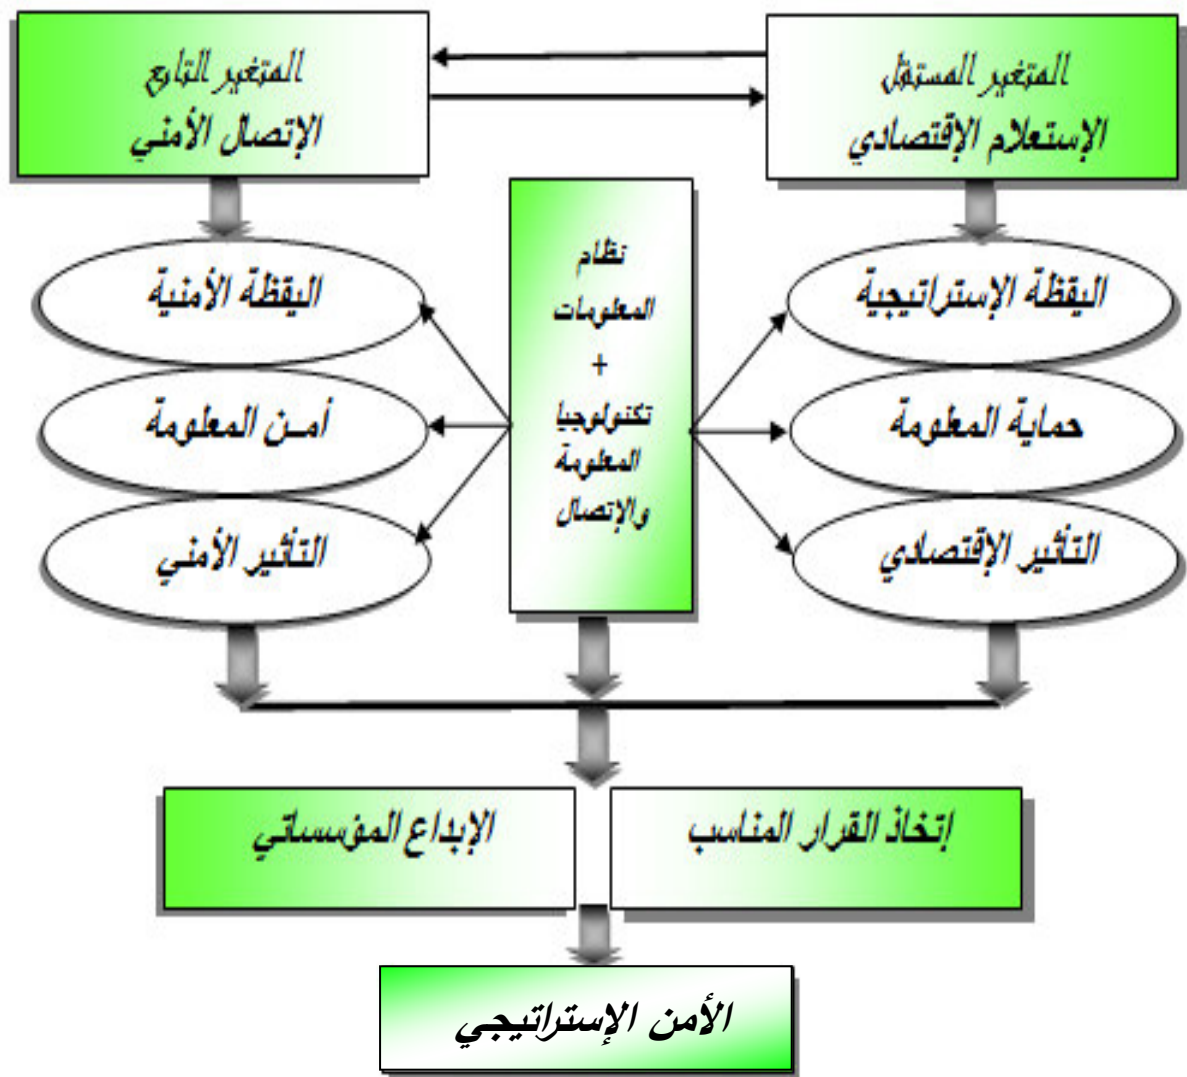 المتغير المستقل
الإستعلام الإقتصادي
المتغير التابع
الإتصال الأمني
نظام
المعلومات
+
تكنولوجيا
المعلومة
والإتصال
اليقظة الإستراتيجية
حماية المعلومة
التأثير الإقتصادي
اليقظة الأمنية
أمـن المعلومة
التأثير الأمني
إتخاذ القرار المناسب
الإبداع المؤسساتي
الأمن الإستراتيجي